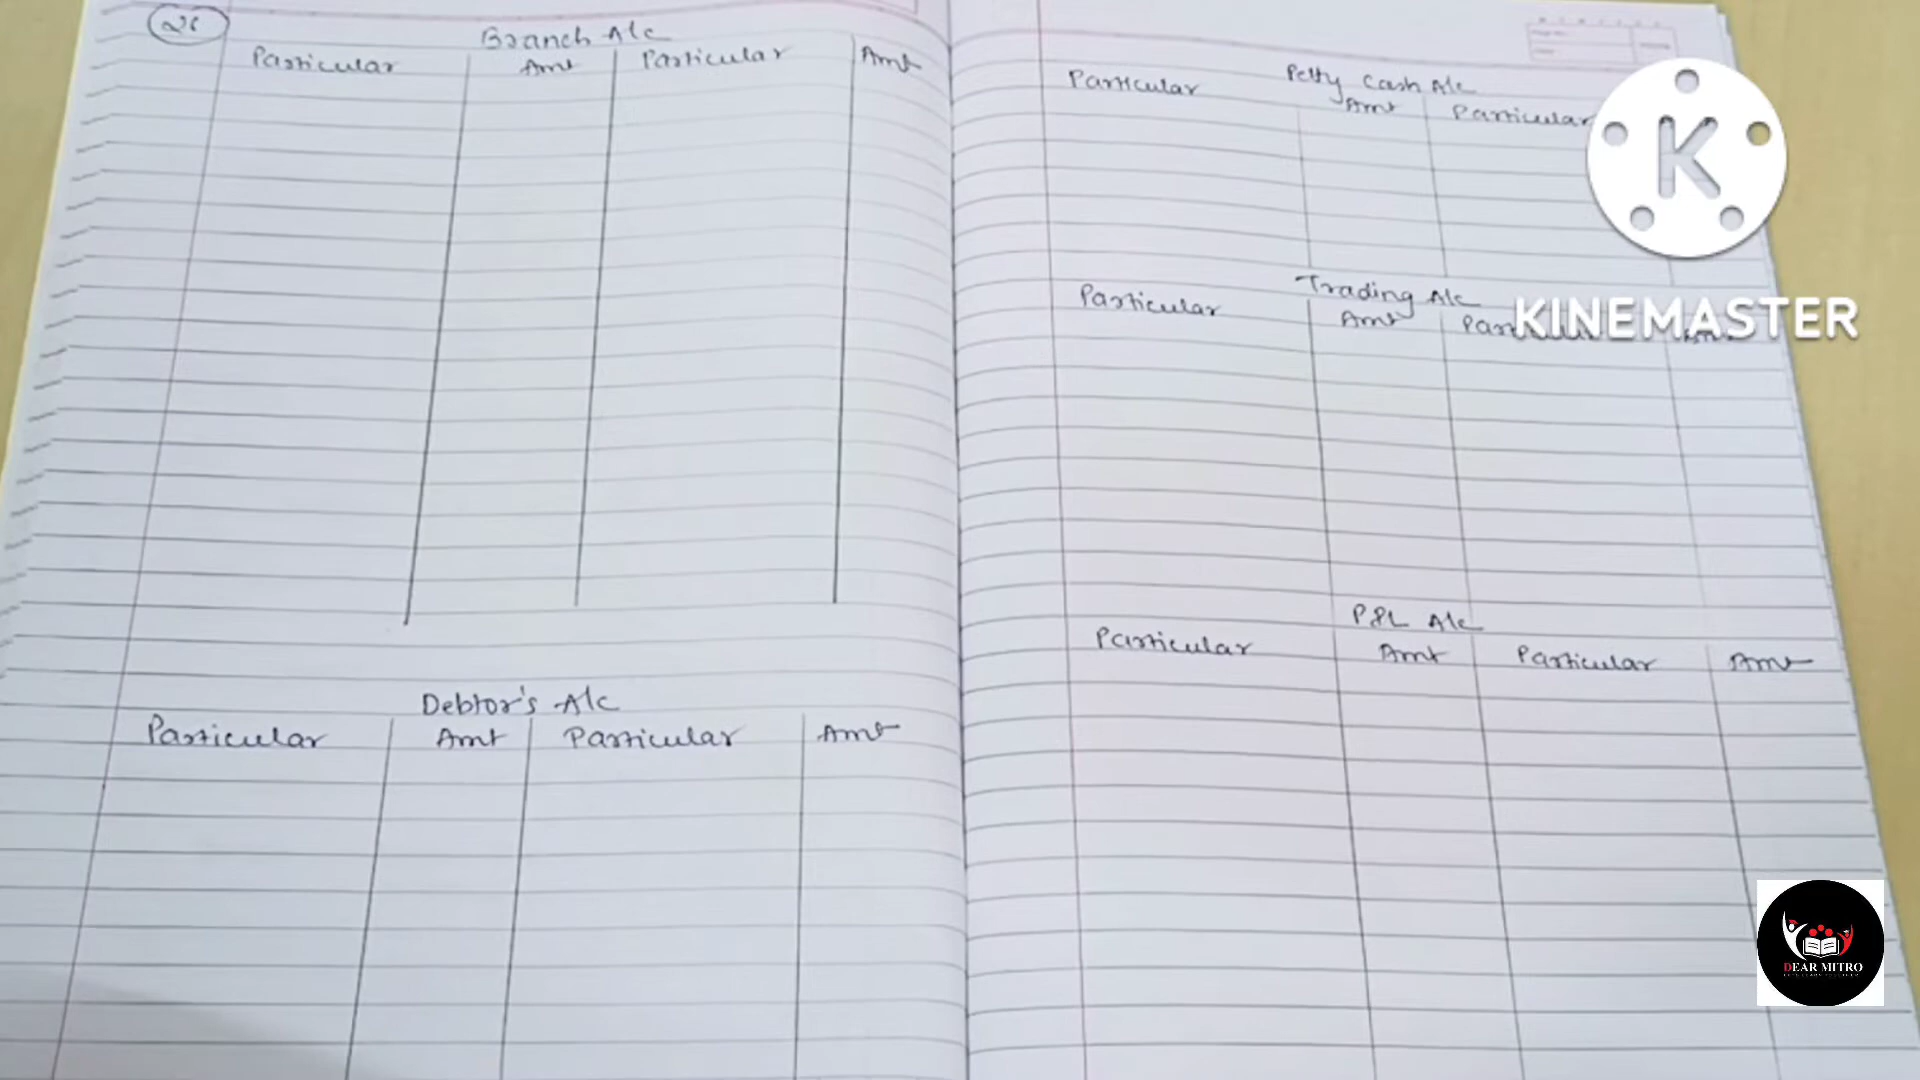 26
Branch A/c
Particular Amt Particular Amt
Debtor's A/c
Particular Amt Particular Amt
Petty Cash A/c
Particular Amt Particular
Trading A/c
Particular Amt
P&L A/c
Particular Amt Particular Amt
KINEMASTER
DEAR MITRO